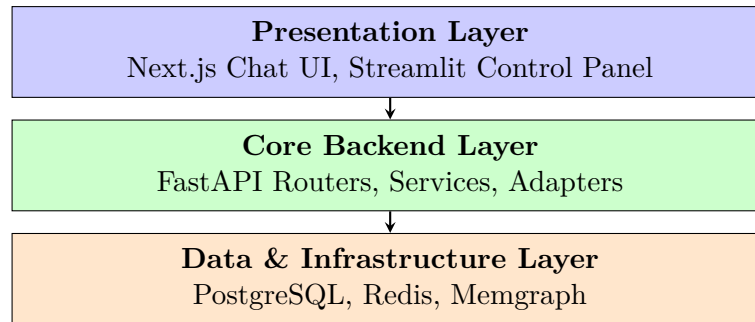 Presentation Layer
Next.js Chat UI, Streamlit Control Panel
Core Backend Layer
FastAPI Routers, Services, Adapters
Data & Infrastructure Layer
PostgreSQL, Redis, Memgraph